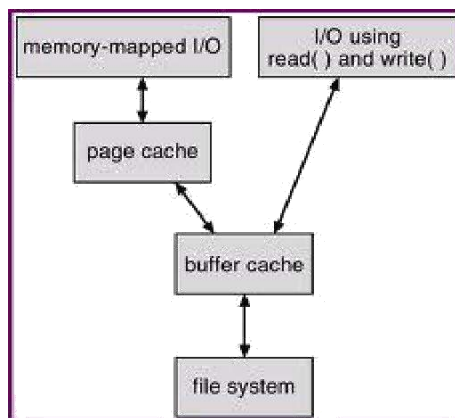 memory-mapped I/O
I/O using
read( ) and write( )
page cache
buffer cache
file system